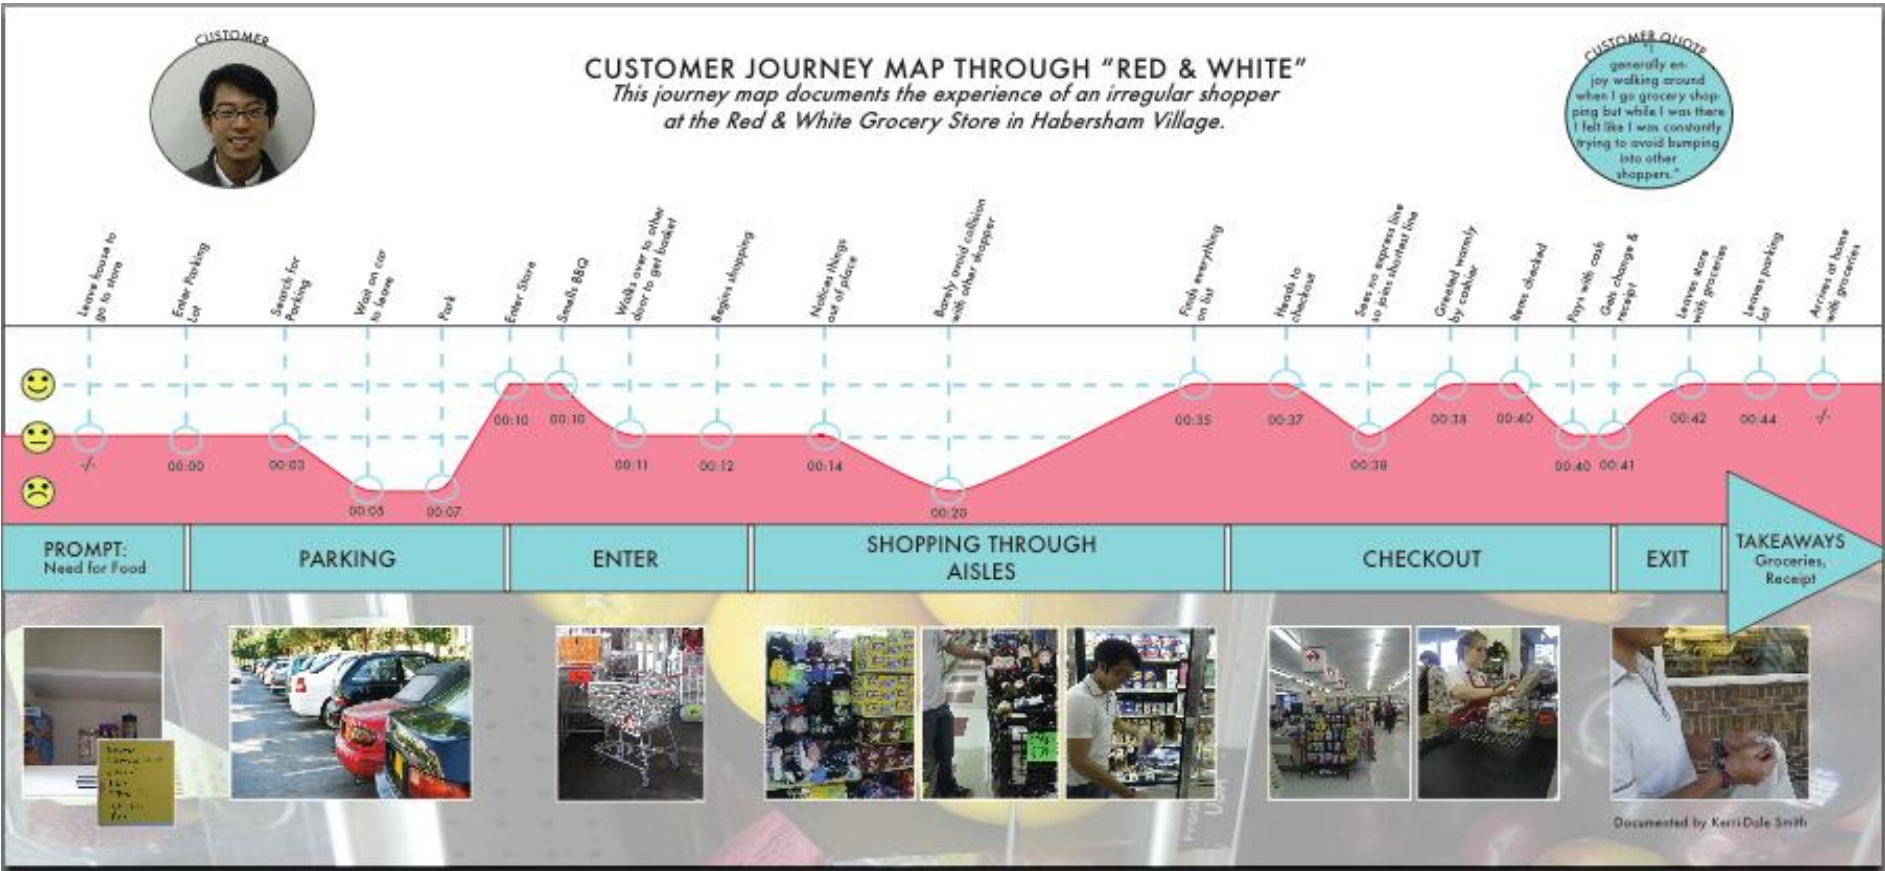 CUSTOMER
CUSTOMER JOURNEY MAP THROUGH “RED & WHITE”
This journey map documents the experience of an irregular shopper
at the Red & White Grocery Store in Habersham Village.
CUSTOMER QUOTE
"I
generally en-
joy walking around
when I go grocery shop-
ping but while I was there
I felt like I was constantly
trying to avoid bumping
into other
shoppers."
Leave house to
go to store
Enter Parking
Lot
Search for
Parking
Wait on car
to leave
Park
Enter Store
Smells BBQ
Walks over to other
door to get basket
Begins shopping
Notices things
out of place
Barely avoid collision
with other shopper
Finds everything
on list
Heads to
checkout
Sees no express line
so joins shortest line
Greeted warmly
by cashier
Items checked
Pays with cash
Gets change &
receipt
Leaves store
with groceries
Leaves parking
lot
Arrives at home
with groceries
-/-
00:00
00:03
00:05
00:07
00:10
00:10
00:11
00:12
00:14
00:20
00:35
00:37
00:38
00:38
00:40
00:40
00:41
00:42
00:44
-/-
PROMPT:
Need for Food
PARKING
ENTER
SHOPPING THROUGH
AISLES
CHECKOUT
EXIT
TAKEAWAYS
Groceries,
Receipt
Documented by Kerri-Dale Smith